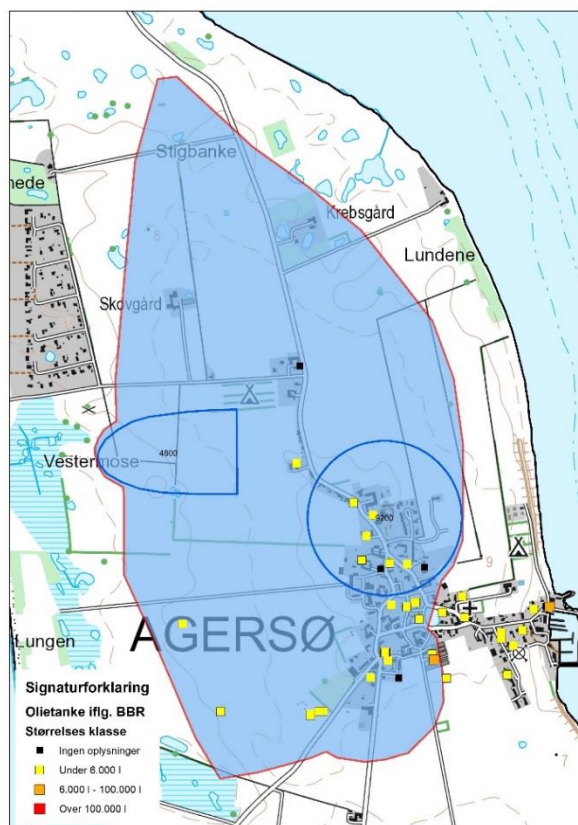 Stigbanke
nede
Krebsgård
Lundene
Skovgård
4800
Vestermose
9200
9
AGERSØ
Lungen
Signaturforklaring
Olietanke iflg. BBR
Størrelses klasse
Ingen oplysninger
Under 6.000 l
6.000 l - 100.000 l
Over 100.000 l
7